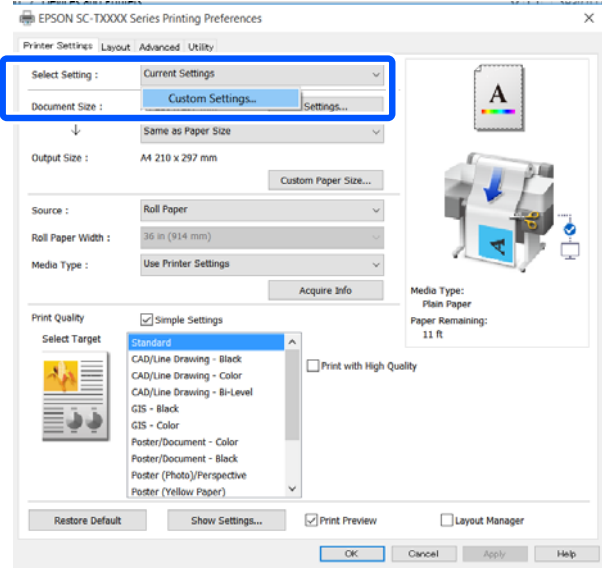 EPSON SC-TXXXX Series Printing Preferences
Printer Settings Layout Advanced Utility
Select Setting : Current Settings
Custom Settings...
Document Size : Settings...
Same as Paper Size
Output Size : A4 210 x 297 mm
Custom Paper Size...
Source : Roll Paper
Roll Paper Width : 36 in (914 mm)
Media Type : Use Printer Settings
Acquire Info
Media Type:
Plain Paper
Paper Remaining:
11 ft
Print Quality Simple Settings
Select Target
Standard
CAD/Line Drawing - Black
CAD/Line Drawing - Color
CAD/Line Drawing - Bi-Level
GIS - Black
GIS - Color
Poster/Document - Color
Poster/Document - Black
Poster (Photo)/Perspective
Poster (Yellow Paper)
Print with High Quality
A
A
Restore Default Show Settings... Print Preview Layout Manager
OK Cancel Apply Help